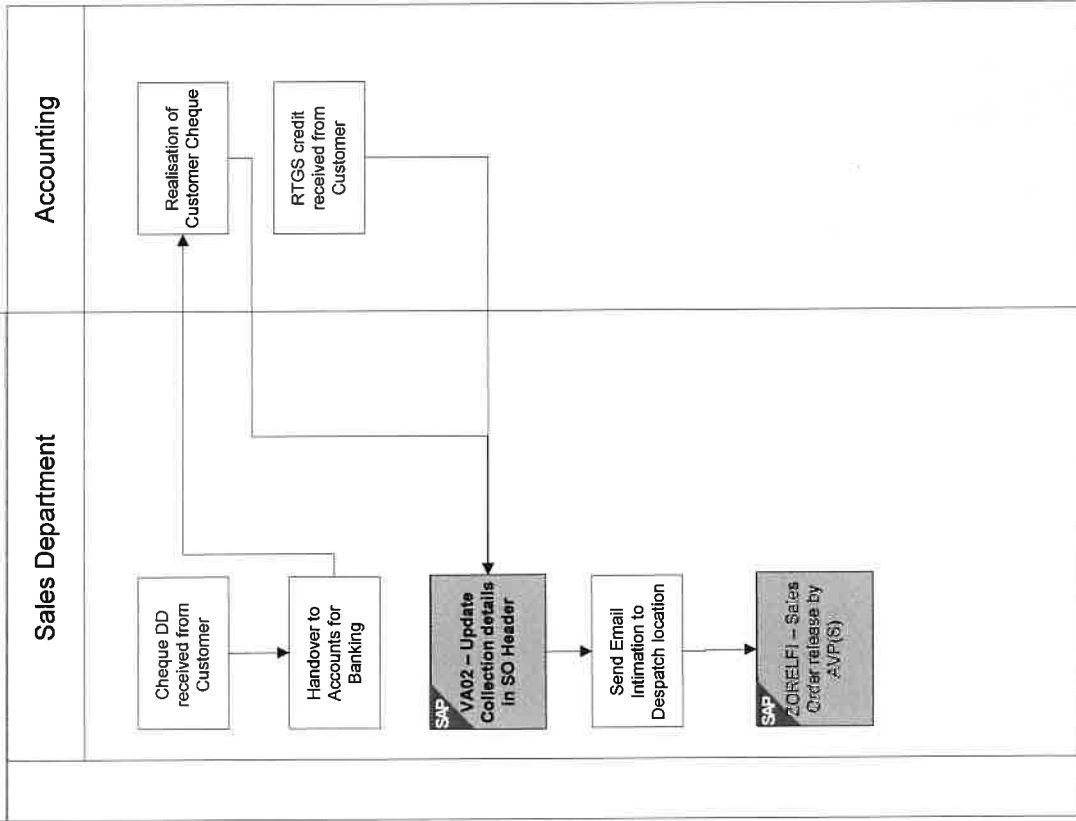 Sales Department
Accounting
Cheque DD
received from
Customer
Handover to
Accounts for
Banking
Realisation of
Customer Cheque
RTGS credit
received from
Customer
SAP
VA02 – Update
Collection details
in SO Header
Send Email
Intimation to
Despatch location
SAP
ZORELFI – Sales
Order release by
AVP(S)